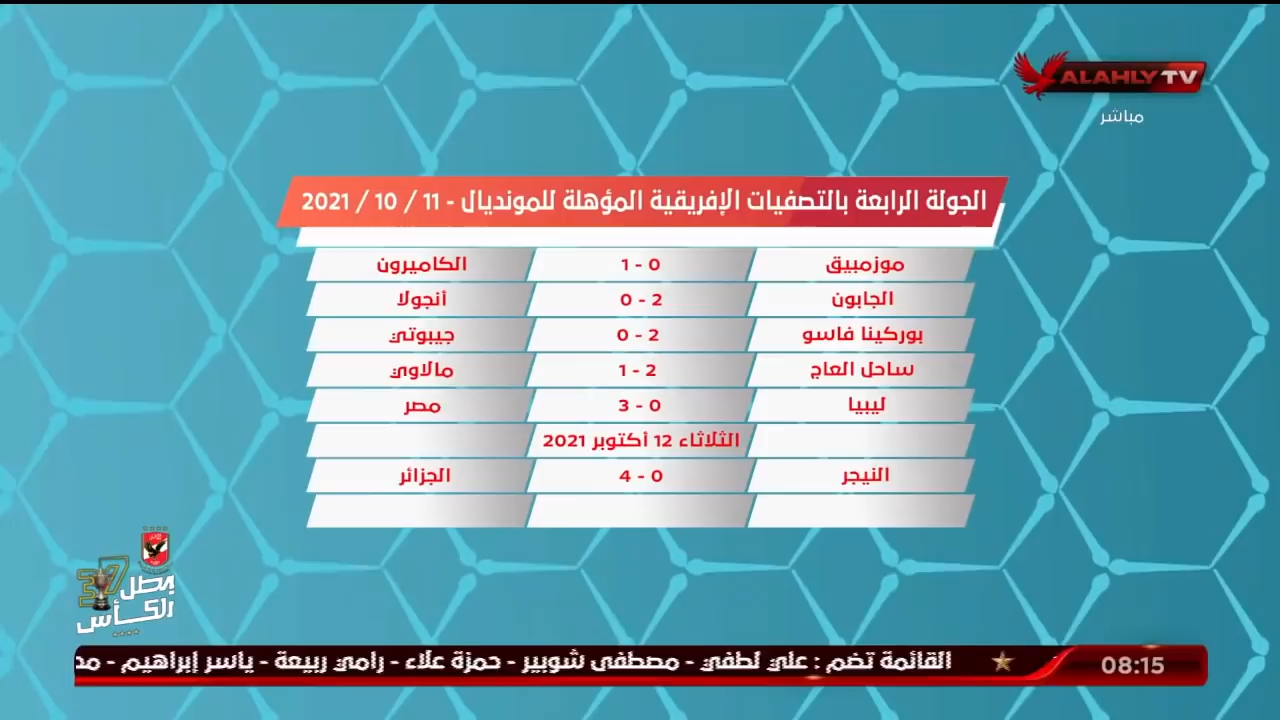 ALAHLY TV
مباشر
الجولة الرابعة بالتصفيات الإفريقية المؤهلة للمونديال - 11 / 10 / 2021
موزمبيق 0 - 1 الكاميرون
الجابون 2 - 0 أنجولا
بوركينا فاسو 2 - 0 جيبوتي
ساحل العاج 2 - 1 مالاوي
ليبيا 0 - 3 مصر
الثلاثاء 12 أكتوبر 2021
النيجر 0 - 4 الجزائر
37
بطل
الكأس
القائمة تضم : علي لطفي - مصطفى شوبير - حمزة علاء - رامي ربيعة - ياسر إبراهيم -
08:15